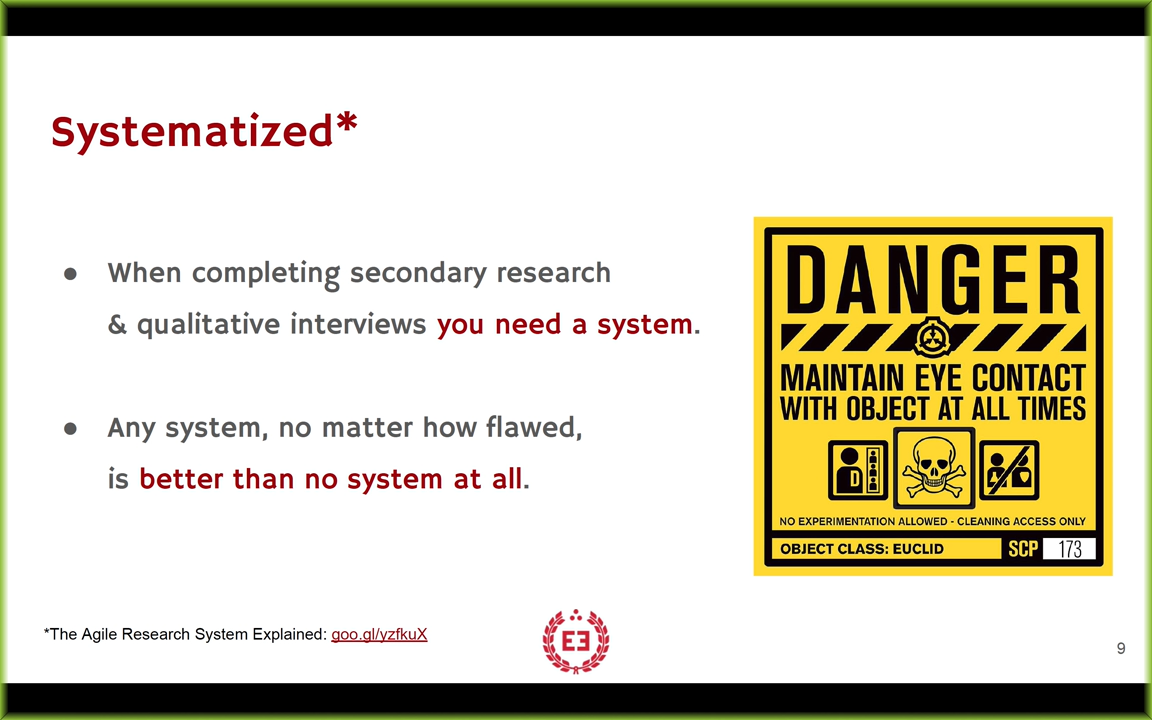 Systematized*
● When completing secondary research
& qualitative interviews you need a system.
● Any system, no matter how flawed,
is better than no system at all.
DANGER
MAINTAIN EYE CONTACT
WITH OBJECT AT ALL TIMES
D
NO EXPERIMENTATION ALLOWED - CLEANING ACCESS ONLY
OBJECT CLASS: EUCLID SCP 173
*The Agile Research System Explained: goo.gl/yzfkuX
EE
9